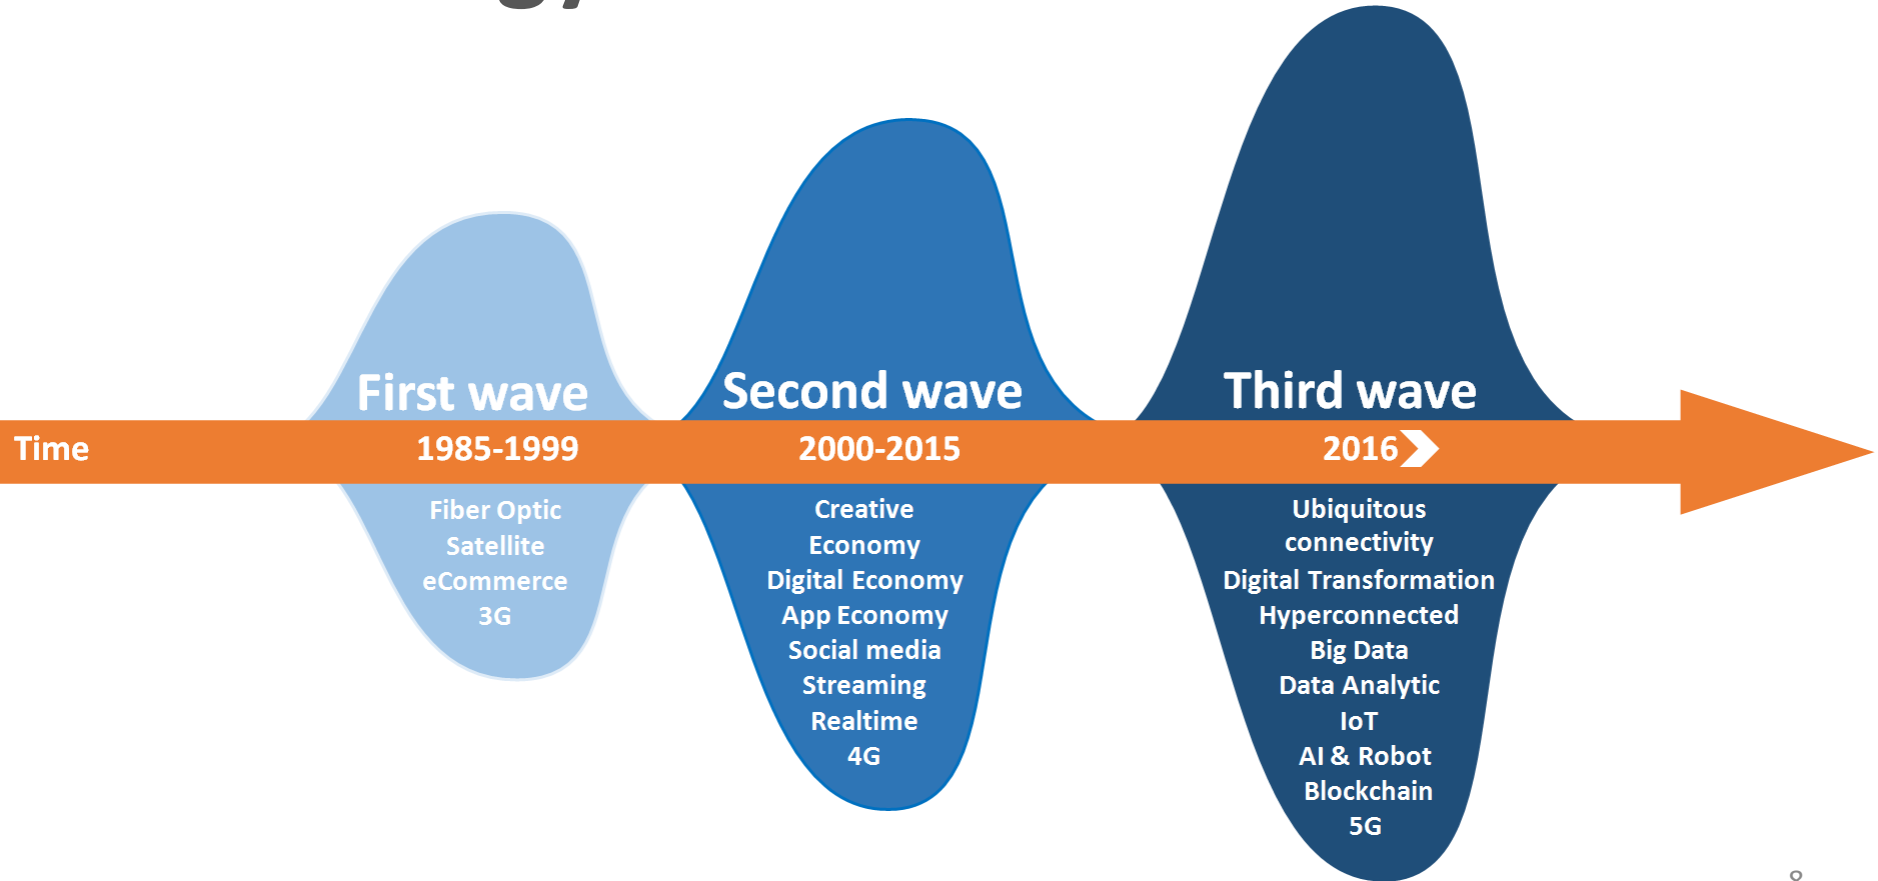 First wave
Second wave
Third wave
Time
1985-1999
2000-2015
2016
Fiber Optic
Satellite
eCommerce
3G
Creative
Economy
Digital Economy
App Economy
Social media
Streaming
Realtime
4G
Ubiquitous
connectivity
Digital Transformation
Hyperconnected
Big Data
Data Analytic
IoT
AI & Robot
Blockchain
5G